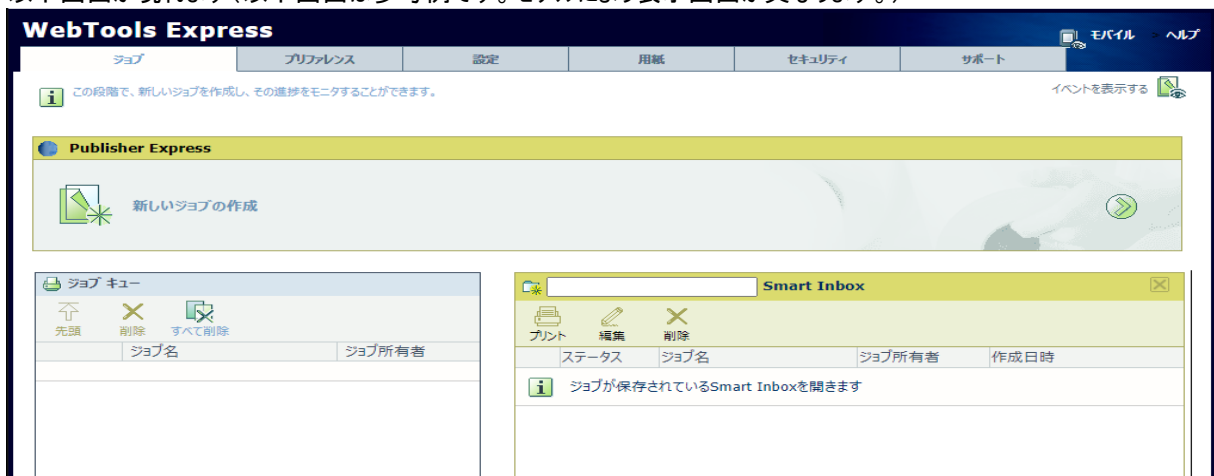 以下画面が現れます（以下画面が参考例です。モデルにより表示画面が異なります。）
WebTools Express
モバイル ヘルプ
ジョブ プリファレンス 設定 用紙 セキュリティ サポート
この段階で、新しいジョブを作成し、その進捗をモニタすることができます。
イベントを表示する
Publisher Express
新しいジョブの作成
ジョブ キュー
先頭 削除 すべて削除
ジョブ名 ジョブ所有者
Smart Inbox
プリント 編集 削除
ステータス ジョブ名 ジョブ所有者 作成日時
ジョブが保存されているSmart Inboxを開きます